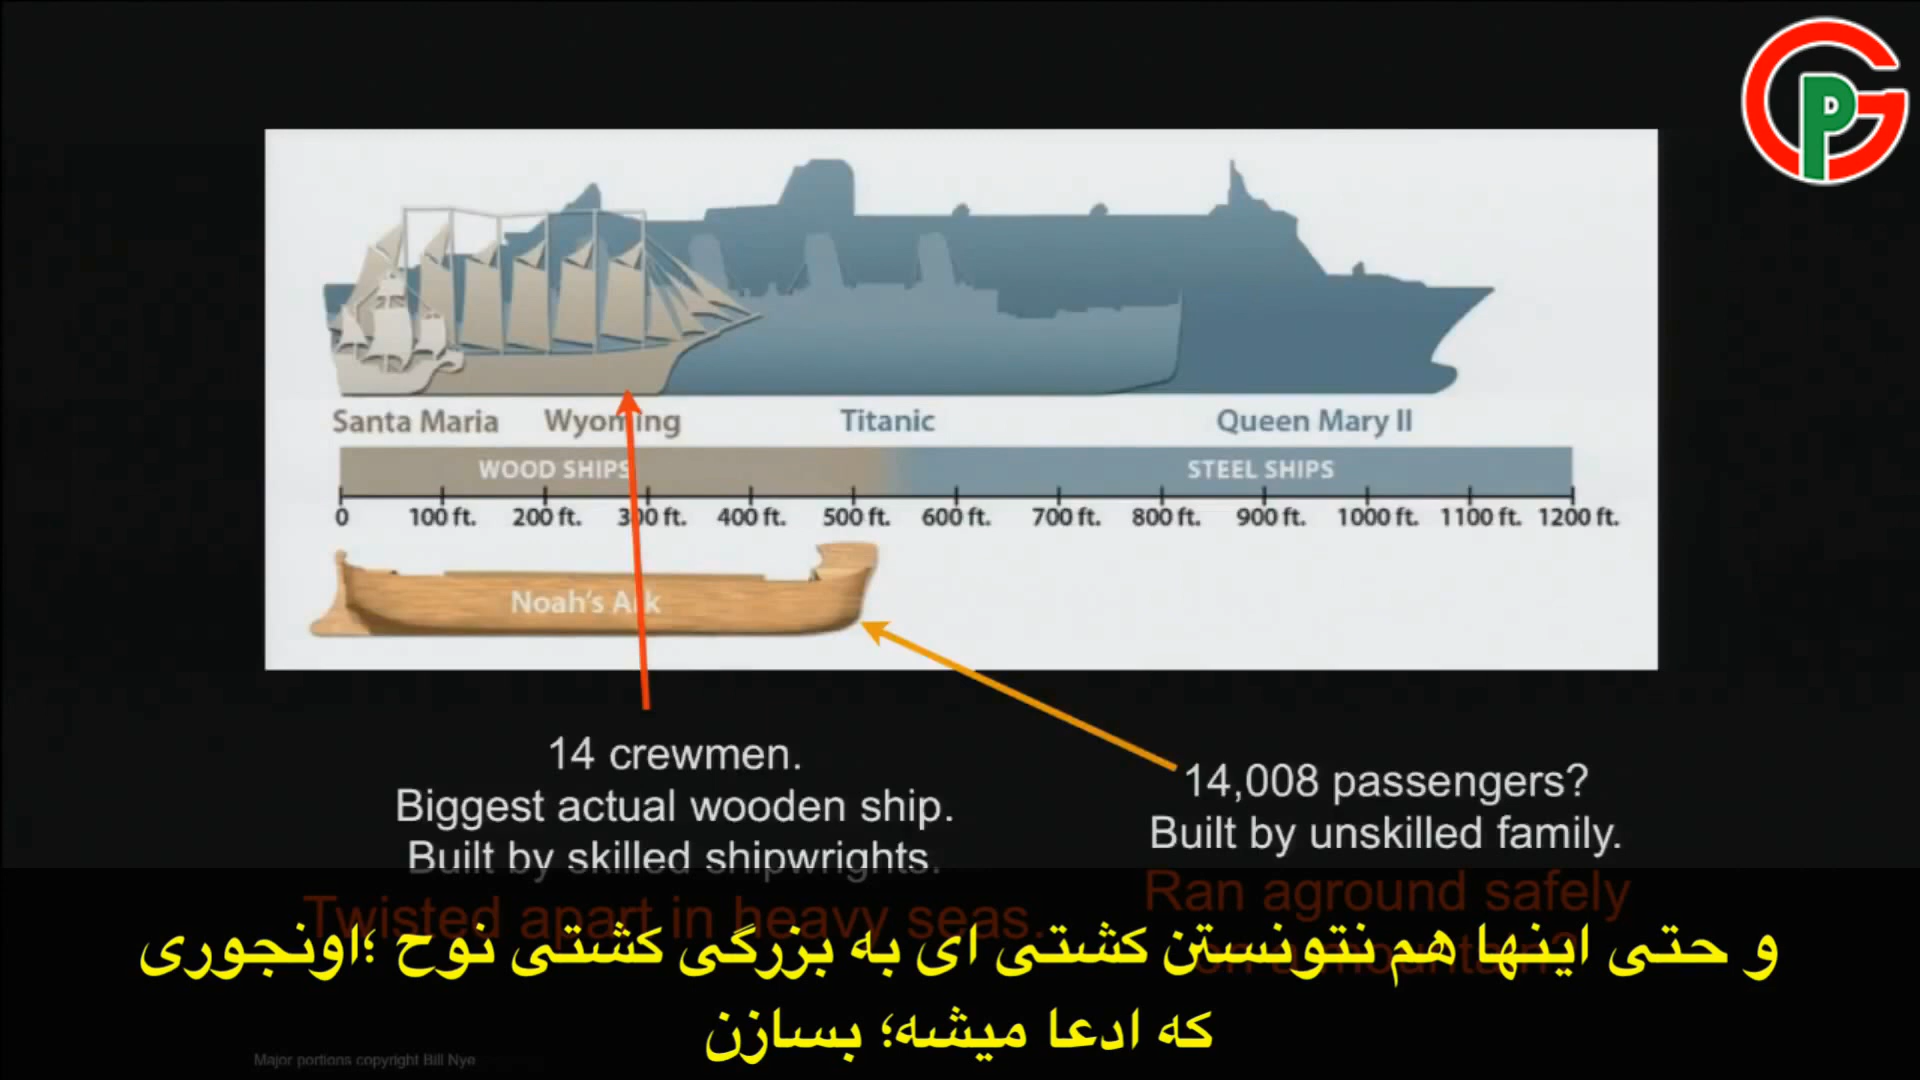 GP
Santa Maria Wyoming Titanic Queen Mary II
WOOD SHIPS STEEL SHIPS
0 100 ft. 200 ft. 300 ft. 400 ft. 500 ft. 600 ft. 700 ft. 800 ft. 900 ft. 1000 ft. 1100 ft. 1200 ft.
Noah's Ark
14 crewmen.
Biggest actual wooden ship.
Built by skilled shipwrights.
Twisted apart in heavy seas.
14,008 passengers?
Built by unskilled family.
Ran aground safely
on a mountain?
و حتی اینها هم نتونستن کشتی ای به بزرگی کشتی نوح ؛اونجوری
که ادعا میشه؛ بسازن
Major portions copyright Bill Nye